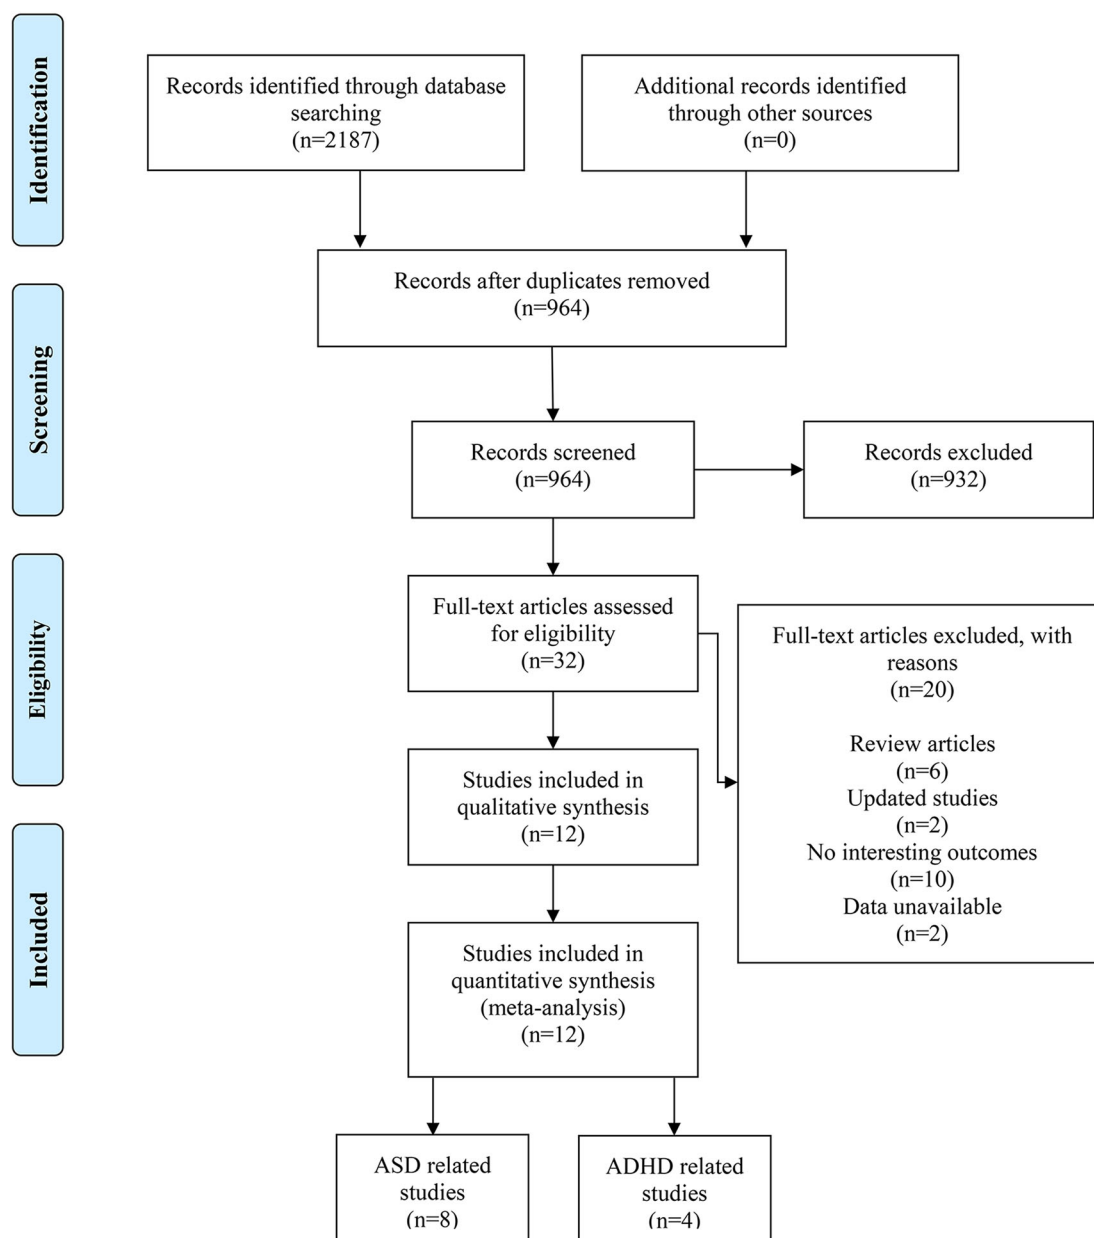 Identification
Records identified through database
searching
(n=2187)
Additional records identified
through other sources
(n=0)
Records after duplicates removed
(n=964)
Screening
Records screened
(n=964)
Records excluded
(n=932)
Eligibility
Full-text articles assessed
for eligibility
(n=32)
Full-text articles excluded, with
reasons
(n=20)
Review articles
(n=6)
Updated studies
(n=2)
No interesting outcomes
(n=10)
Data unavailable
(n=2)
Studies included in
qualitative synthesis
(n=12)
Included
Studies included in
quantitative synthesis
(meta-analysis)
(n=12)
ASD related
studies
(n=8)
ADHD related
studies
(n=4)